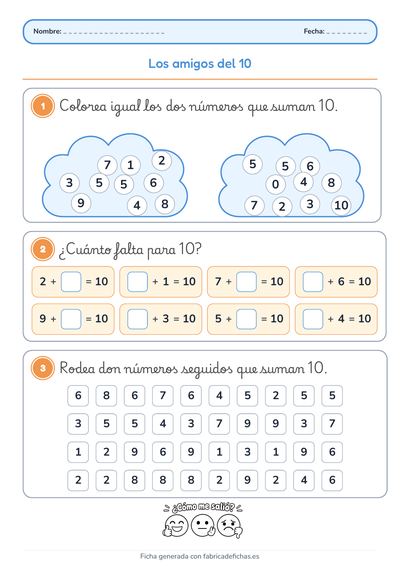 Nombre: Fecha:
Los amigos del 10
1 Colorea igual los dos números que suman 10.
7 1 2
3 5 5 6
9 4 8
5 5 6
0 4 8
7 2 3 10
2 ¿Cuánto falta para 10?
2 + = 10 + 1 = 10 7 + = 10 + 6 = 10
9 + = 10 + 3 = 10 5 + = 10 + 4 = 10
3 Rodea don números seguidos que suman 10.
6 8 6 7 6 4 5 2 5 5
3 5 5 4 3 7 9 9 3 7
1 2 9 6 9 1 3 1 9 6
2 2 8 8 8 2 9 2 4 6
¿Cómo me salió?
Ficha generada con fabricadefichas.es